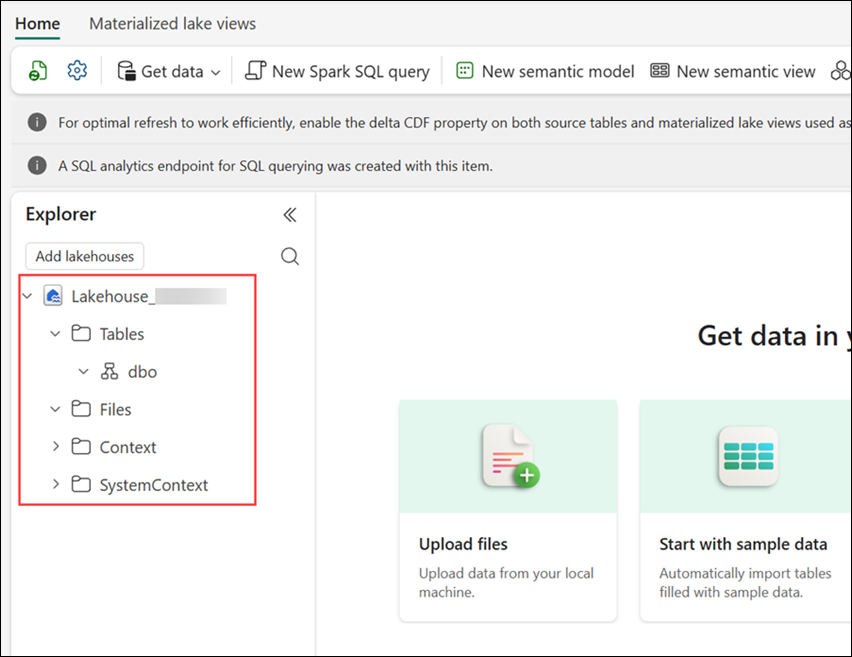 Home Materialized lake views
Get data New Spark SQL query New semantic model New semantic view
For optimal refresh to work efficiently, enable the delta CDF property on both source tables and materialized lake views used as
A SQL analytics endpoint for SQL querying was created with this item.
Explorer
Add lakehouses
Lakehouse_
Tables
dbo
Files
Context
SystemContext
Get data in
Upload files
Upload data from your local
machine.
Start with sample data
Automatically import tables
filled with sample data.